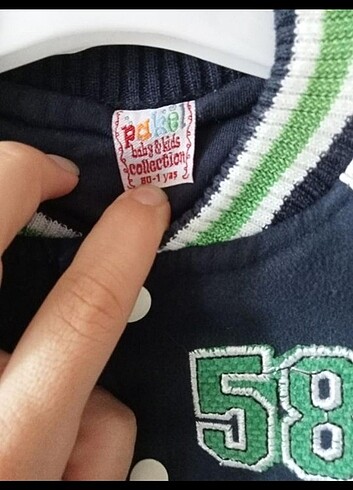 pakel
baby & kids
collection
80-1 yaş
58